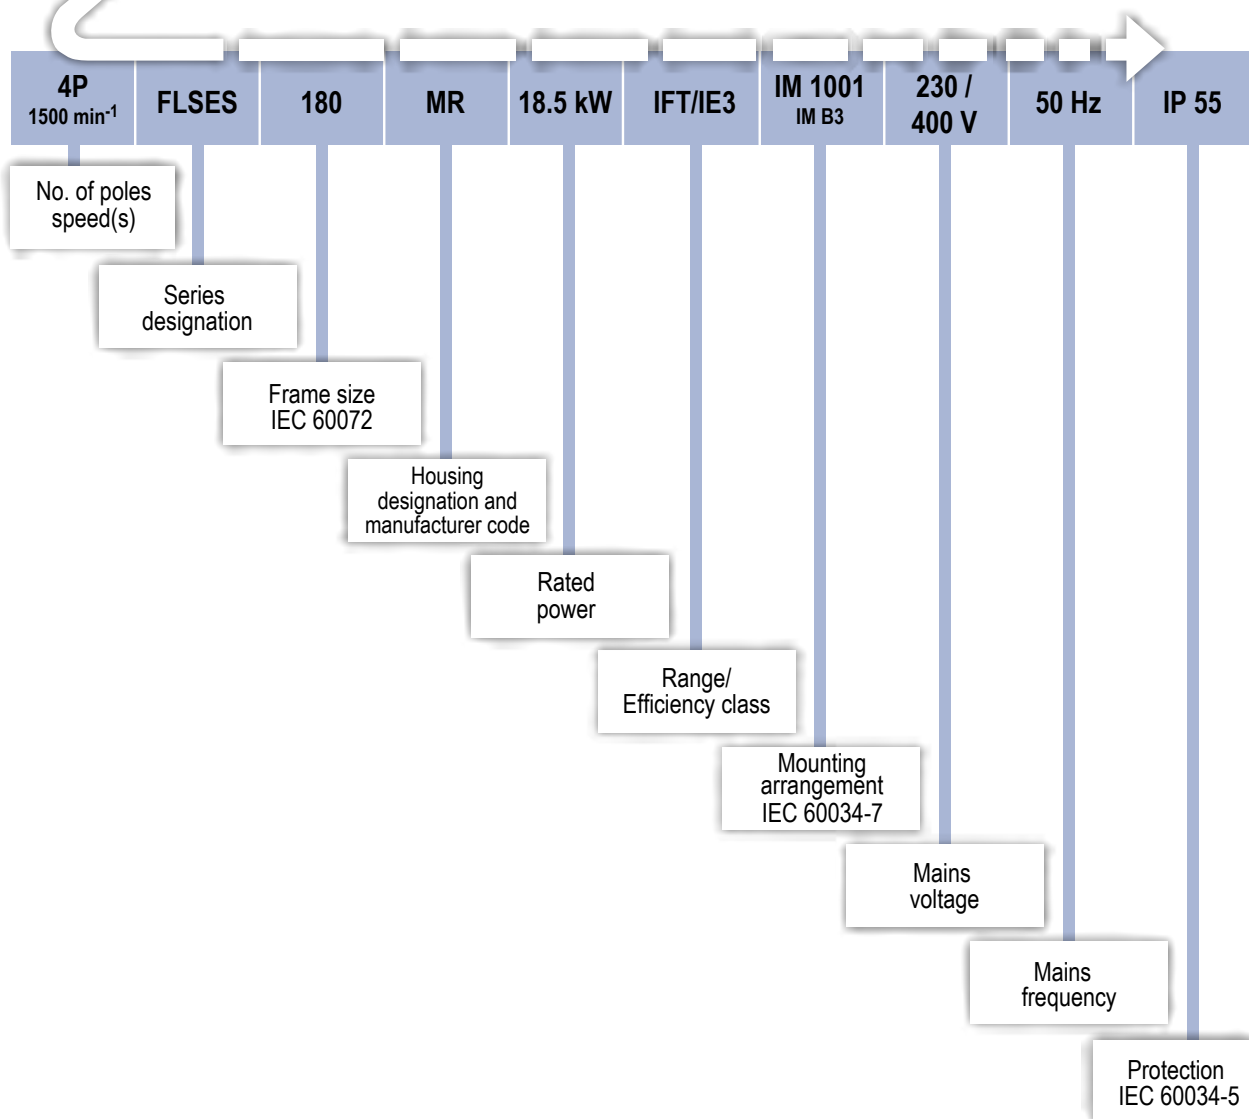 4P
1500 min-1
FLSES
180
MR
18.5 kW
IFT/IE3
IM 1001
IM B3
230 /
400 V
50 Hz
IP 55
No. of poles
speed(s)
Series
designation
Frame size
IEC 60072
Housing
designation and
manufacturer code
Rated
power
Range/
Efficiency class
Mounting
arrangement
IEC 60034-7
Mains
voltage
Mains
frequency
Protection
IEC 60034-5